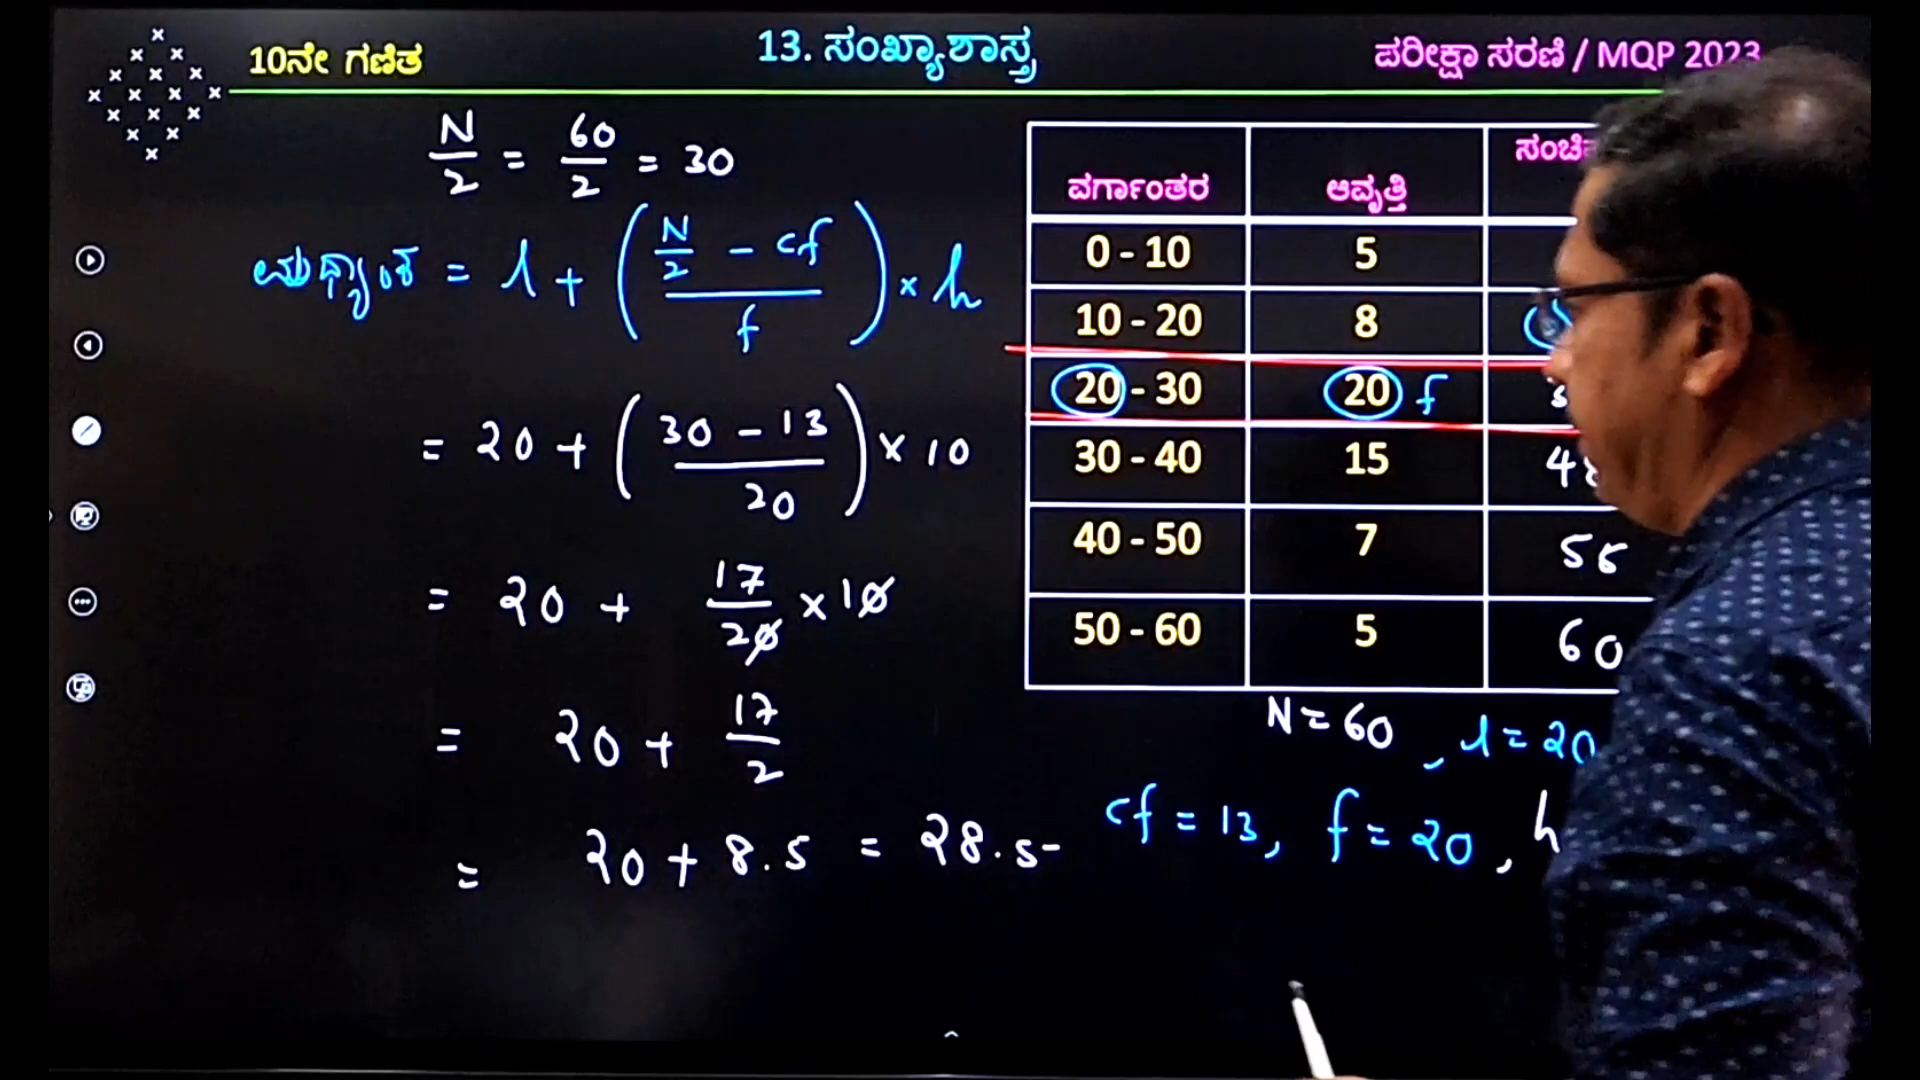 10ನೇ ಗಣಿತ
13. ಸಂಖ್ಯಾಶಾಸ್ತ್ರ
ಪರೀಕ್ಷಾ ಸರಣಿ / MQP 2023
N/2 = 60/2 = 30
ಮಧ್ಯಾಂಕ = l + ( (N/2 - cf) / f ) × h
= 20 + ( (30 - 13) / 20 ) × 10
= 20 + 17/20 × 10
= 20 + 17/2
= 20 + 8.5 = 28.5
ವರ್ಗಾಂತರ ಆವೃತ್ತಿ
0 - 10 5
10 - 20 8
20 - 30 20 f
30 - 40 15
40 - 50 7 55
50 - 60 5 60
N = 60 , l = 20
cf = 13, f = 20 , h